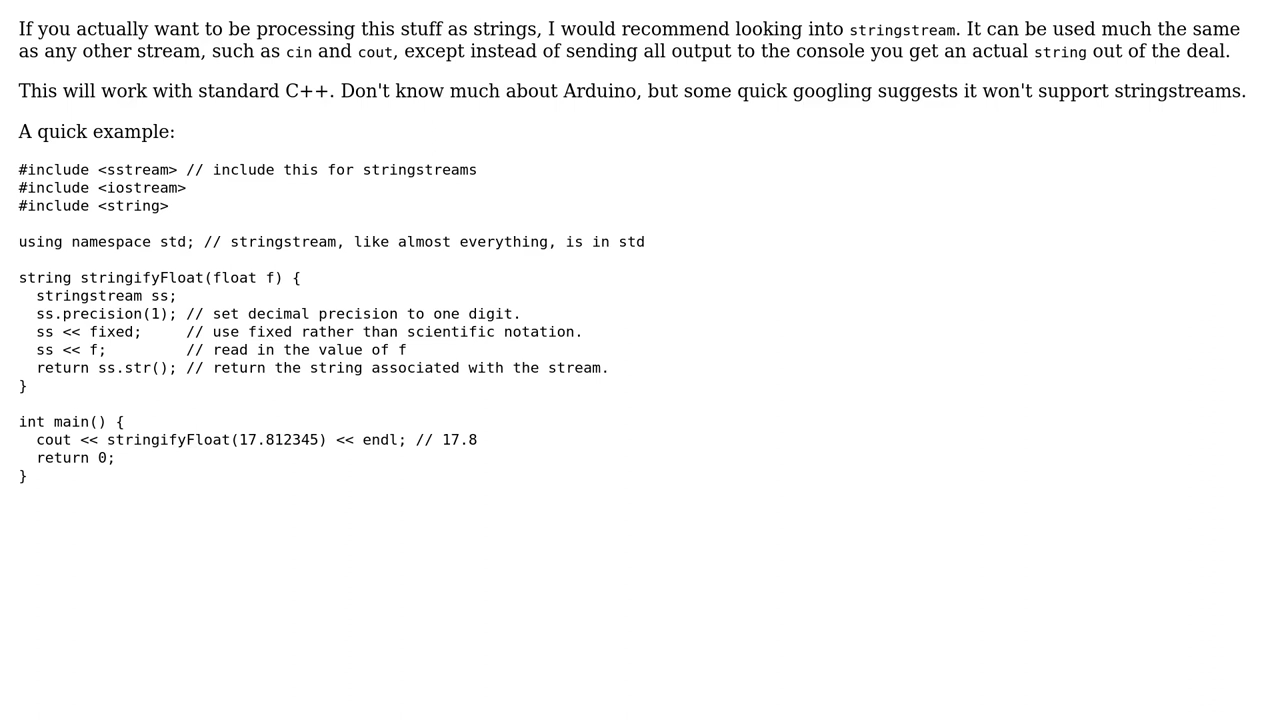 If you actually want to be processing this stuff as strings, I would recommend looking into stringstream. It can be used much the same
as any other stream, such as cin and cout, except instead of sending all output to the console you get an actual string out of the deal.
This will work with standard C++. Don't know much about Arduino, but some quick googling suggests it won't support stringstreams.
A quick example:
#include <sstream> // include this for stringstreams
#include <iostream>
#include <string>
using namespace std; // stringstream, like almost everything, is in std
string stringifyFloat(float f) {
  stringstream ss;
  ss.precision(1); // set decimal precision to one digit.
  ss << fixed;     // use fixed rather than scientific notation.
  ss << f;         // read in the value of f
  return ss.str(); // return the string associated with the stream.
}
int main() {
  cout << stringifyFloat(17.812345) << endl; // 17.8
  return 0;
}